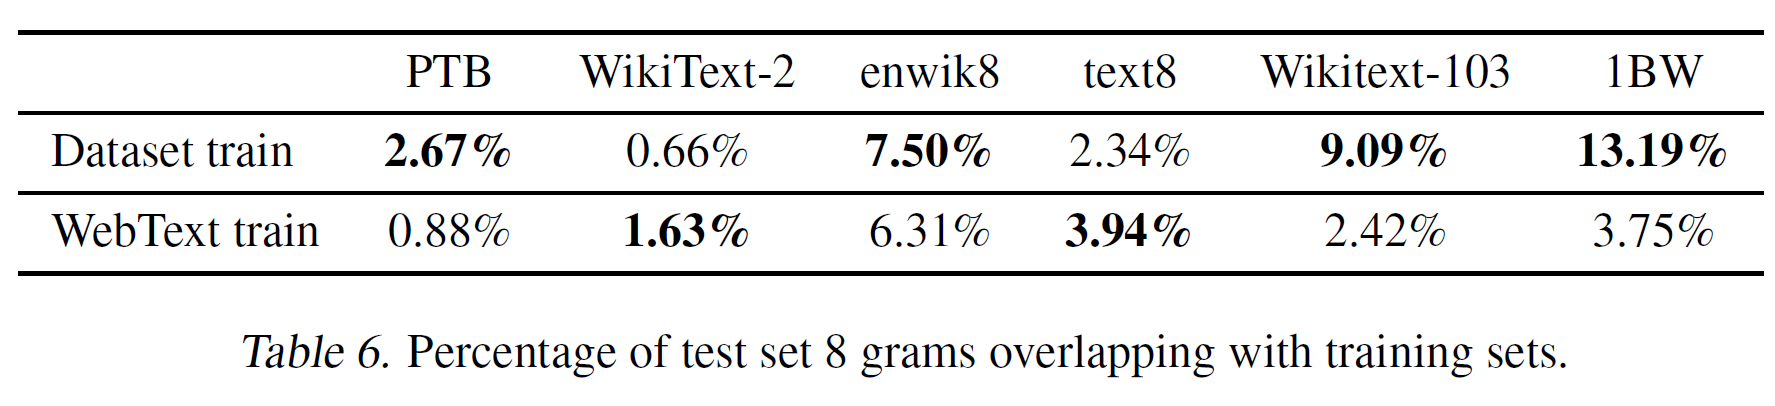 PTB WikiText-2 enwik8 text8 Wikitext-103 1BW
Dataset train 2.67% 0.66% 7.50% 2.34% 9.09% 13.19%
WebText train 0.88% 1.63% 6.31% 3.94% 2.42% 3.75%
Table 6. Percentage of test set 8 grams overlapping with training sets.